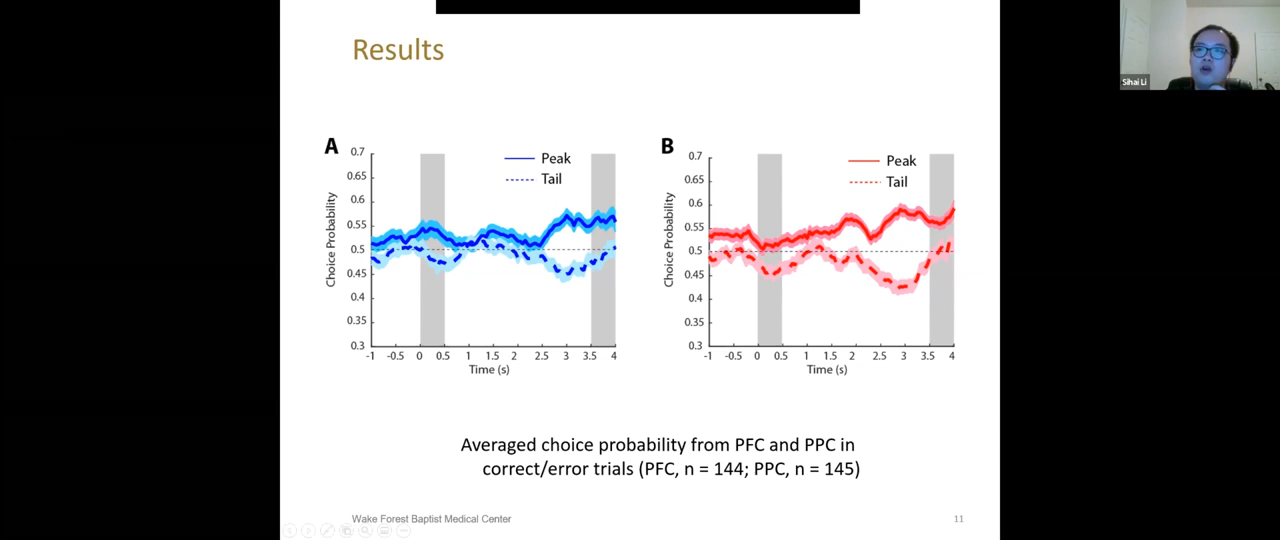 Results
A
0.7
0.65
0.6
0.55
0.5
0.45
0.4
0.35
0.3
Choice Probability
Peak
Tail
-1 -0.5 0 0.5 1 1.5 2 2.5 3 3.5 4
Time (s)
B
0.7
0.65
0.6
0.55
0.5
0.45
0.4
0.35
0.3
Choice Probability
Peak
Tail
-1 -0.5 0 0.5 1 1.5 2 2.5 3 3.5 4
Time (s)
Averaged choice probability from PFC and PPC in
correct/error trials (PFC, n = 144; PPC, n = 145)
Wake Forest Baptist Medical Center
11
Sihai Li